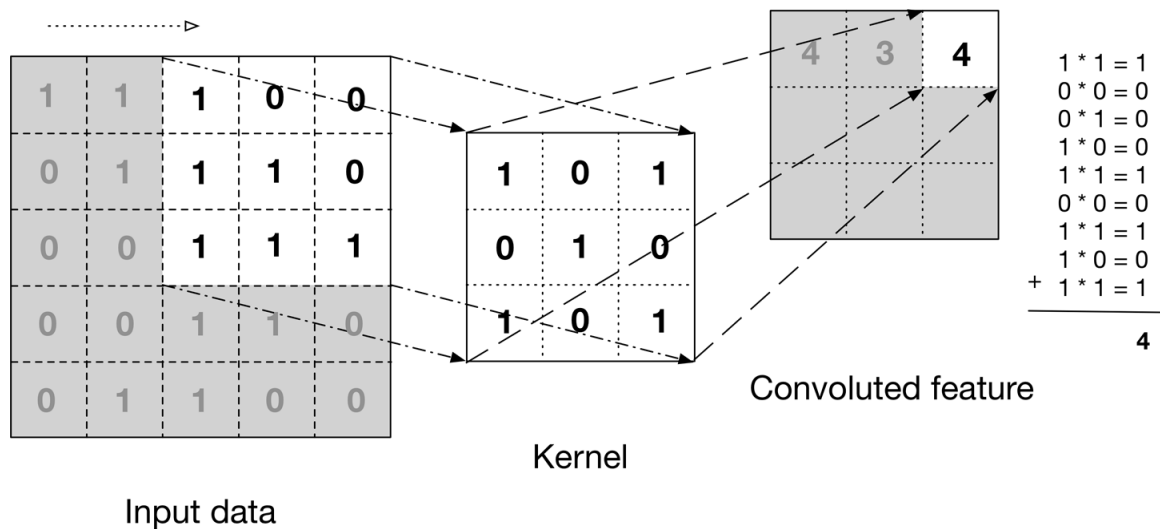 1 1 1 0 0
0 1 1 1 0
0 0 1 1 1
0 0 1 1 0
0 1 1 0 0
Input data
1 0 1
0 1 0
1 0 1
Kernel
4 3 4
Convoluted feature
1 * 1 = 1
0 * 0 = 0
0 * 1 = 0
1 * 0 = 0
1 * 1 = 1
0 * 0 = 0
1 * 1 = 1
1 * 0 = 0
+ 1 * 1 = 1
4